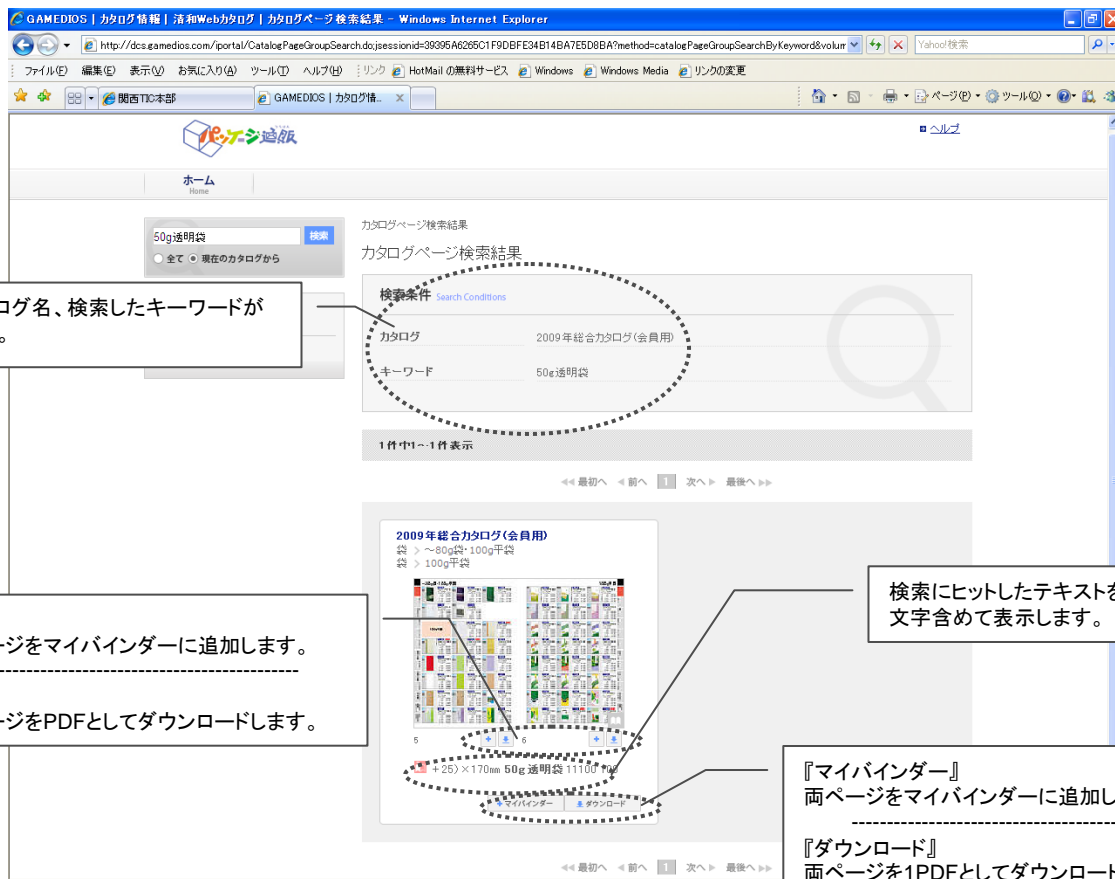 GAMEDIOS | カタログ情報 | 清和Webカタログ | カタログページ検索結果 - Windows Internet Explorer
http://dcs.gamedios.com/iportal/CatalogPageGroupSearch.do;jsessionid=39395A6265C1F9DBFE34B14BA7E5D8BA?method=catalogPageGroupSearchByKeyword&volum
Yahoo!検索
ファイル(F) 編集(E) 表示(V) お気に入り(A) ツール(T) ヘルプ(H) リンク HotMail の無料サービス Windows Windows Media リンクの変更
関西TIC本部 GAMEDIOS | カタログ情... ページ(P) ツール(O)
パッケージ通販
ヘルプ
ホーム
Home
50g透明袋 検索
全て 現在のカタログから
カタログページ検索結果
カタログページ検索結果
検索条件 Search Conditions
ログ名、検索したキーワードが
。
カタログ 2009年総合カタログ(会員用)
キーワード 50g透明袋
1件中1~1件表示
最初へ 前へ 1 次へ 最後へ
2009年総合カタログ(会員用)
袋 > ~80g袋・100g平袋
袋 > 100g平袋
検索にヒットしたテキストを
文字含めて表示します。
ージをマイバインダーに追加します。
----------------------------------------
ージをPDFとしてダウンロードします。
5 6
+25)×170mm 50g透明袋 11100 100
マイバインダー ダウンロード
『マイバインダー』
両ページをマイバインダーに追加し
----------------------------------------
『ダウンロード』
両ページを1PDFとしてダウンロード
最初へ 前へ 1 次へ 最後へ